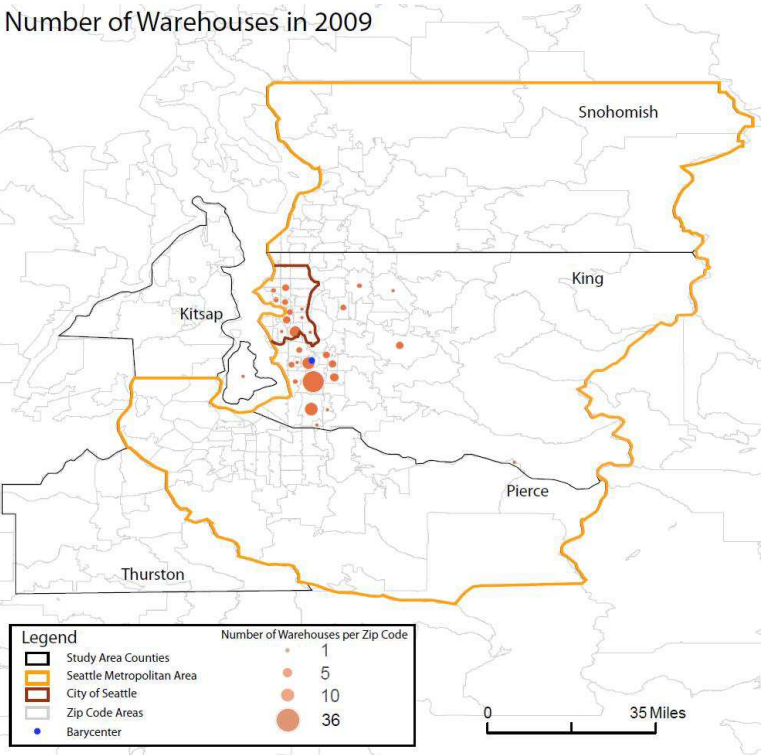 Number of Warehouses in 2009
Snohomish
King
Kitsap
Pierce
Thurston
Legend
Study Area Counties
Seattle Metropolitan Area
City of Seattle
Zip Code Areas
Barycenter
Number of Warehouses per Zip Code
1
5
10
36
0
35 Miles